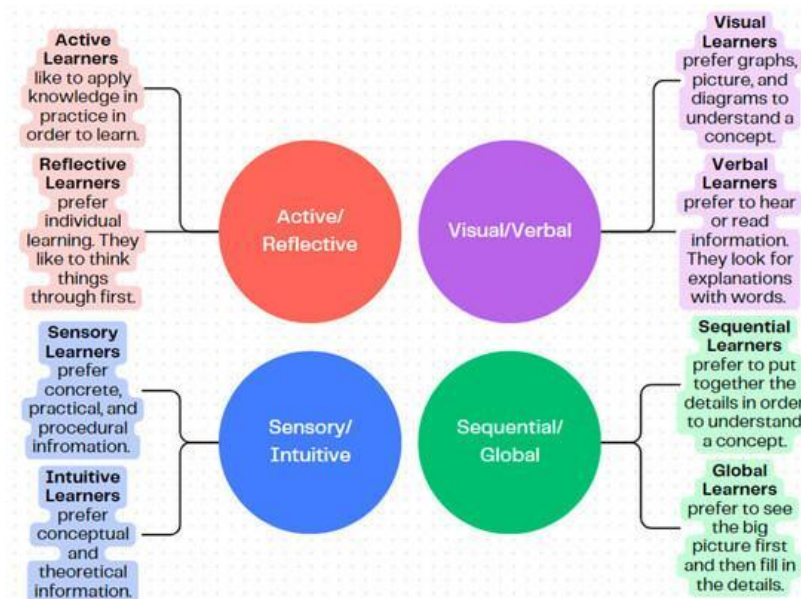 Active
Learners
like to apply
knowledge in
practice in
order to learn.
Reflective
Learners
prefer
individual
learning. They
like to think
things
through first.
Active/
Reflective
Visual/Verbal
Visual
Learners
prefer graphs,
picture, and
diagrams to
understand a
concept.
Verbal
Learners
prefer to hear
or read
information.
They look for
explanations
with words.
Sensory
Learners
prefer
concrete,
practical, and
procedural
infromation.
Intuitive
Learners
prefer
conceptual
and
theoretical
information.
Sensory/
Intuitive
Sequential/
Global
Sequential
Learners
prefer to put
together the
details in order
to understand
a concept.
Global
Learners
prefer to see
the big
picture first
and then fill in
the details.